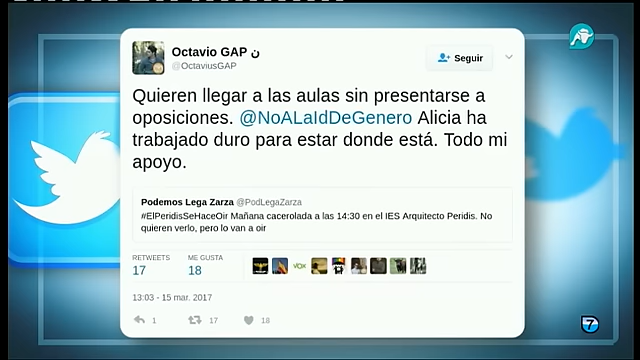 Octavio GAP ن
@OctaviusGAP
Seguir
Quieren llegar a las aulas sin presentarse a
oposiciones. @NoALaIdDeGenero Alicia ha
trabajado duro para estar donde está. Todo mi
apoyo.
Podemos Lega Zarza @PodLegaZarza
#ElPeridisSeHaceOir Mañana cacerolada a las 14:30 en el IES Arquitecto Peridis. No
quieren verlo, pero lo van a oir
RETWEETS ME GUSTA
17 18
VOX
13:03 - 15 mar. 2017
1 17 18
7